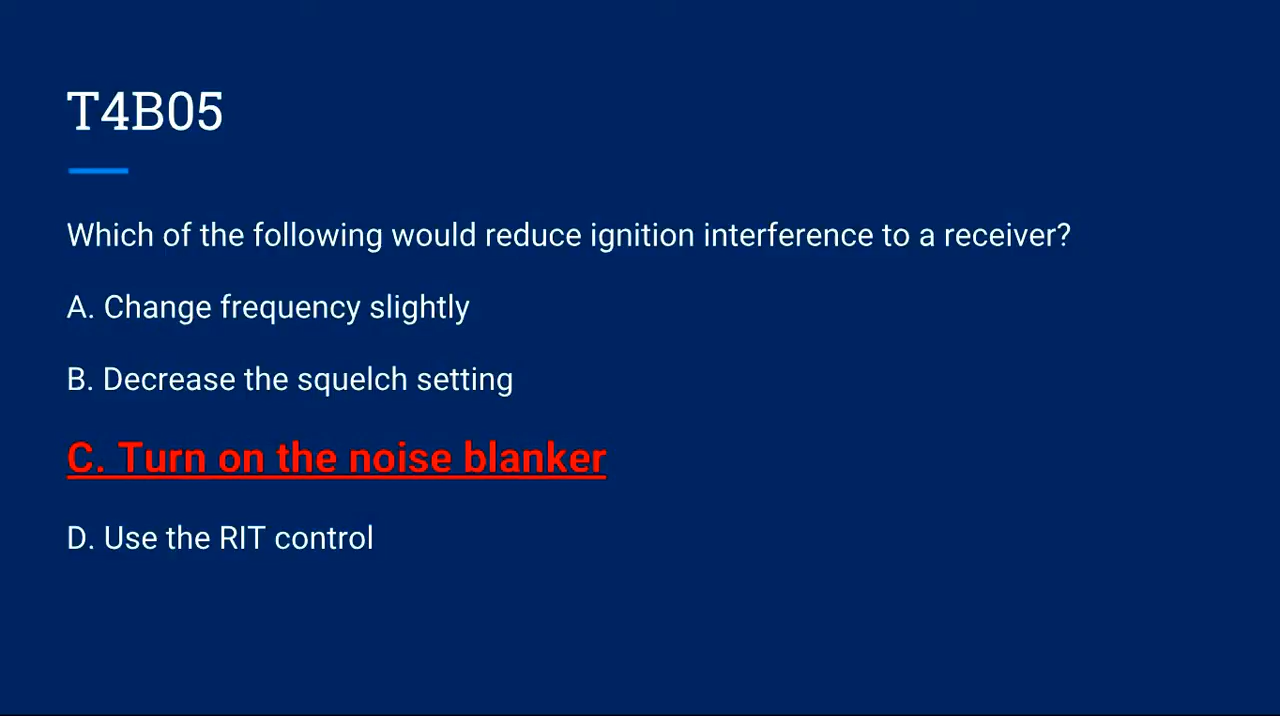 T4B05
Which of the following would reduce ignition interference to a receiver?
A. Change frequency slightly
B. Decrease the squelch setting
C. Turn on the noise blanker
D. Use the RIT control